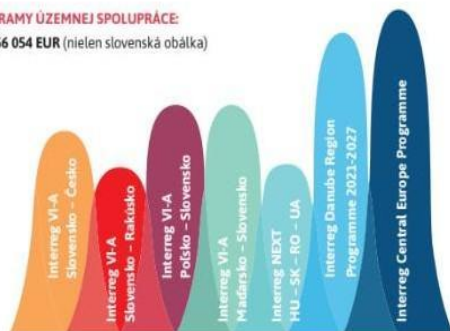 RAMY ÚZEMNEJ SPOLUPRÁCE:
6 054 EUR (nielen slovenská obálka)
Interreg VI-A
Slovensko – Česko
Interreg VI-A
Slovensko – Rakúsko
Interreg VI-A
Poľsko – Slovensko
Interreg VI-A
Maďarsko – Slovensko
Interreg NEXT
HU – SK – RO – UA
Interreg Danube Region
Programme 2021-2027
Interreg Central Europe Programme